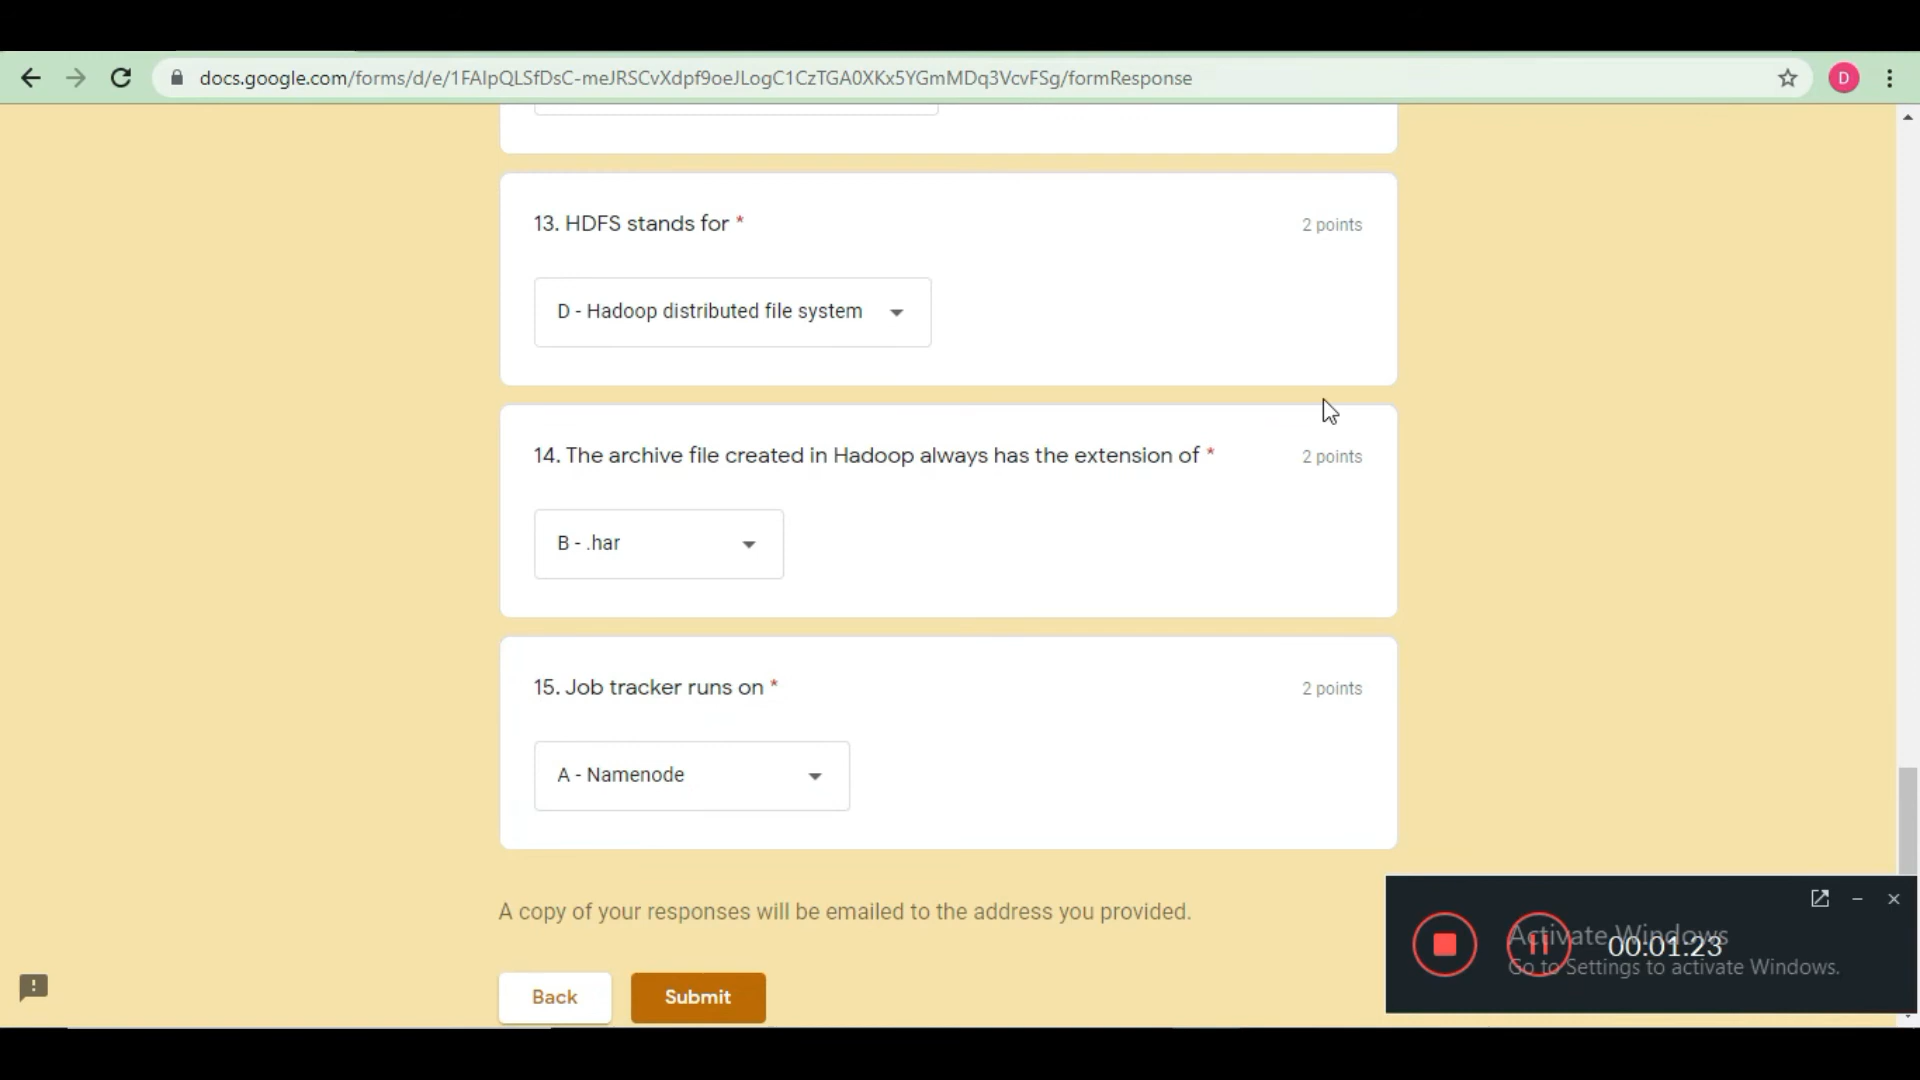 docs.google.com/forms/d/e/1FAIpQLSfDsC-meJRSCvXdpf9oeJLogC1CzTGA0XKx5YGmMDq3VcvFSg/formResponse
D
13. HDFS stands for *
2 points
D - Hadoop distributed file system
14. The archive file created in Hadoop always has the extension of *
2 points
B - .har
15. Job tracker runs on *
2 points
A - Namenode
A copy of your responses will be emailed to the address you provided.
Back
Submit
Activate Windows
00:01:23
Go to Settings to activate Windows.